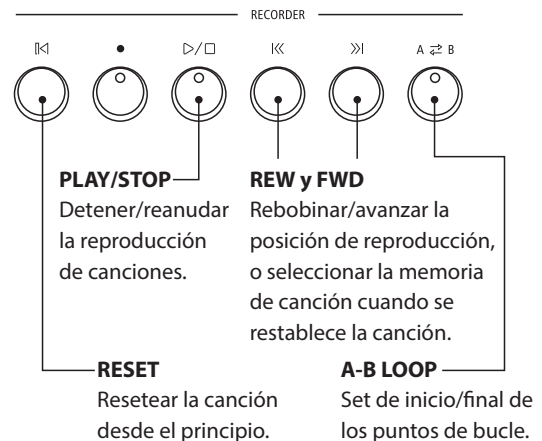 RECORDER
A ⇄ B
PLAY/STOP
Detener/reanudar
la reproducción
de canciones.
REW y FWD
Rebobinar/avanzar la
posición de reproducción,
o seleccionar la memoria
de canción cuando se
restablece la canción.
RESET
Resetear la canción
desde el principio.
A-B LOOP
Set de inicio/final de
los puntos de bucle.